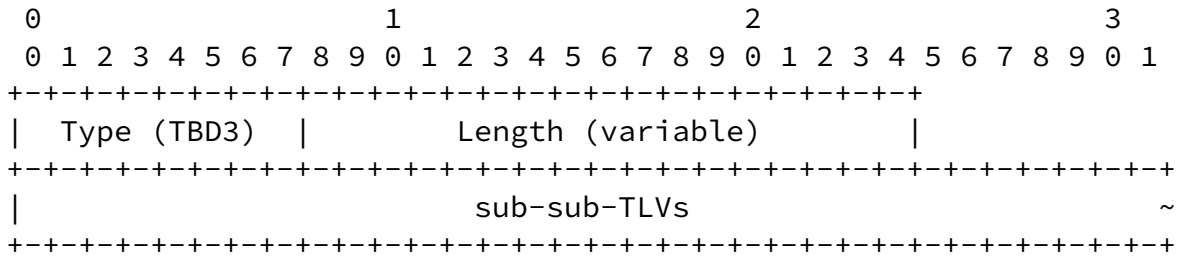 0                   1                   2                   3
 0 1 2 3 4 5 6 7 8 9 0 1 2 3 4 5 6 7 8 9 0 1 2 3 4 5 6 7 8 9 0 1
+-+-+-+-+-+-+-+-+-+-+-+-+-+-+-+-+-+-+-+-+-+-+-+-+-+
|  Type (TBD3)  |        Length (variable)        |
+-+-+-+-+-+-+-+-+-+-+-+-+-+-+-+-+-+-+-+-+-+-+-+-+-+-+-+-+-+-+-+-+
|                         sub-sub-TLVs                          ~
+-+-+-+-+-+-+-+-+-+-+-+-+-+-+-+-+-+-+-+-+-+-+-+-+-+-+-+-+-+-+-+-+